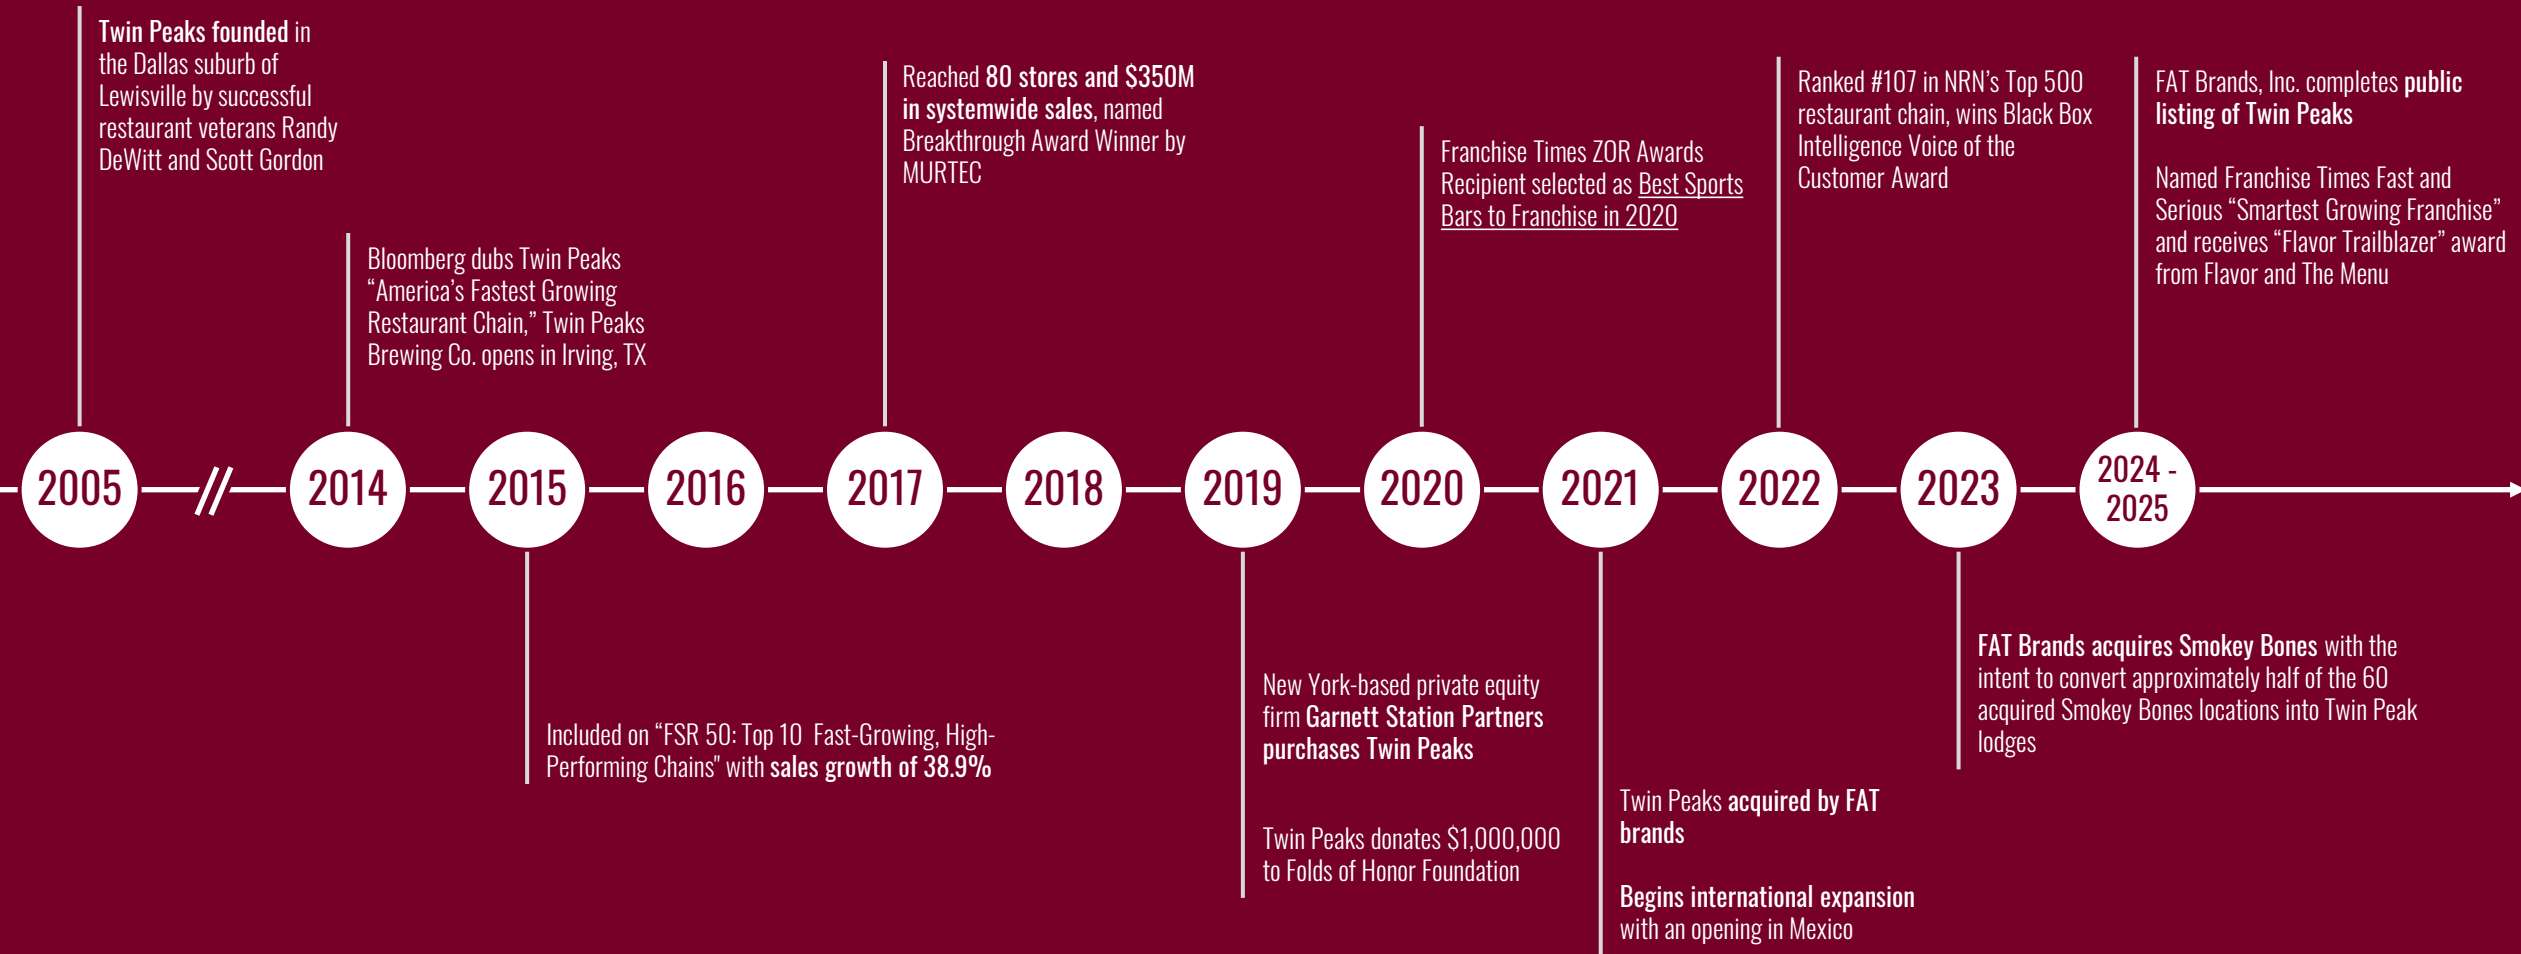 Twin Peaks founded in
the Dallas suburb of
Lewisville by successful
restaurant veterans Randy
DeWitt and Scott Gordon
Bloomberg dubs Twin Peaks
“America’s Fastest Growing
Restaurant Chain,” Twin Peaks
Brewing Co. opens in Irving, TX
Reached 80 stores and $350M
in systemwide sales, named
Breakthrough Award Winner by
MURTEC
Franchise Times ZOR Awards
Recipient selected as Best Sports
Bars to Franchise in 2020
Ranked #107 in NRN’s Top 500
restaurant chain, wins Black Box
Intelligence Voice of the
Customer Award
FAT Brands, Inc. completes public
listing of Twin Peaks
Named Franchise Times Fast and
Serious “Smartest Growing Franchise”
and receives “Flavor Trailblazer” award
from Flavor and The Menu
2005
2014
2015
2016
2017
2018
2019
2020
2021
2022
2023
2024 -
2025
Included on “FSR 50: Top 10  Fast-Growing, High-
Performing Chains" with sales growth of 38.9%
New York-based private equity
firm Garnett Station Partners
purchases Twin Peaks
Twin Peaks donates $1,000,000
to Folds of Honor Foundation
Twin Peaks acquired by FAT
brands
Begins international expansion
with an opening in Mexico
FAT Brands acquires Smokey Bones with the
intent to convert approximately half of the 60
acquired Smokey Bones locations into Twin Peak
lodges